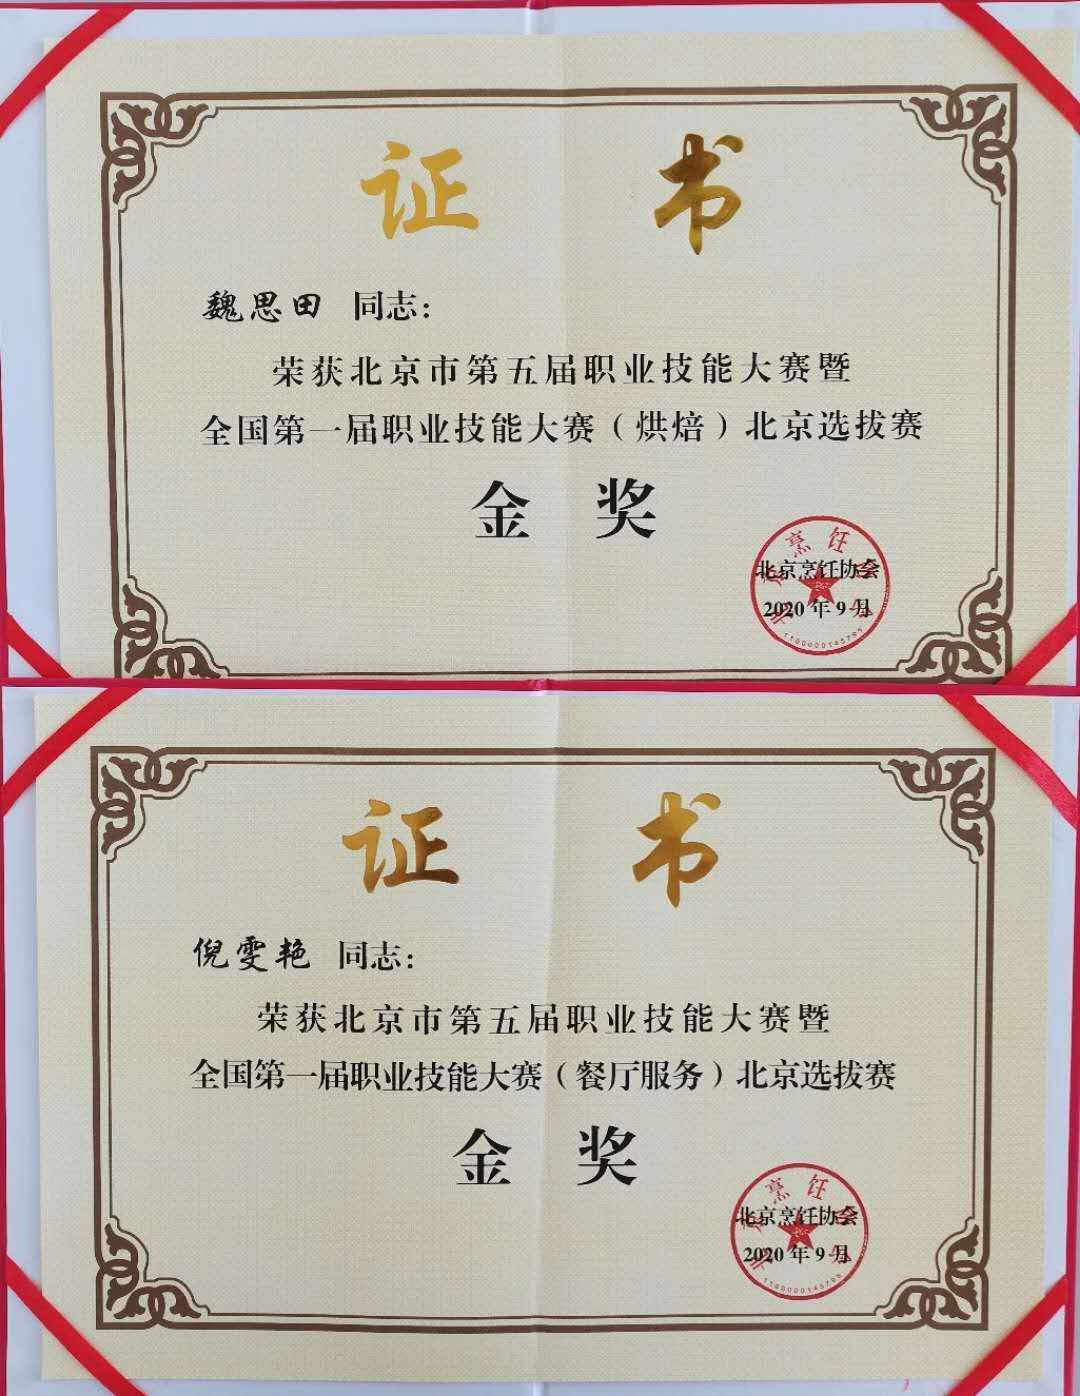 证 书
魏思田 同志：
荣获北京市第五届职业技能大赛暨
全国第一届职业技能大赛（烘焙）北京选拔赛
金 奖
北京烹饪协会
2020年9月
证 书
倪雯艳 同志：
荣获北京市第五届职业技能大赛暨
全国第一届职业技能大赛（餐厅服务）北京选拔赛
金 奖
北京烹饪协会
2020年9月